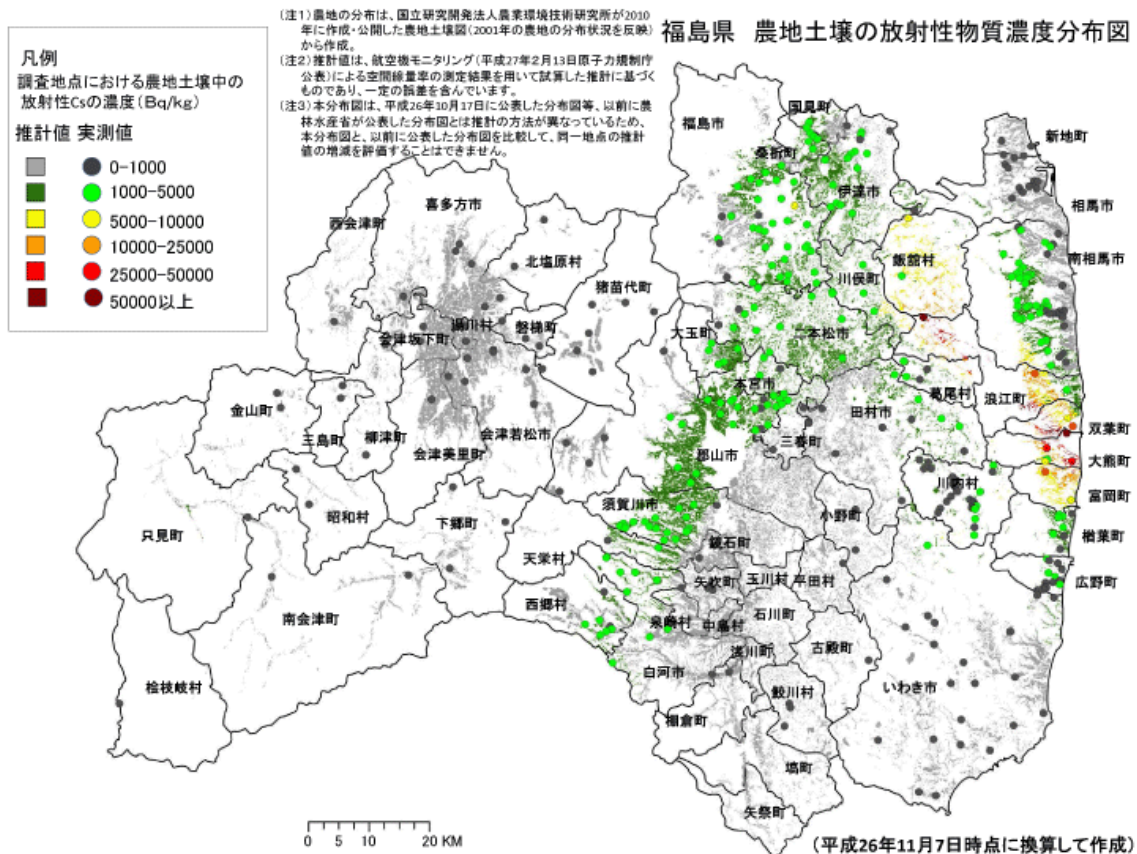 福島県　農地土壌の放射性物質濃度分布図
（注1）農地の分布は、国立研究開発法人農業環境技術研究所が2010
年に作成・公開した農地土壌図（2001年の農地の分布状況を反映）
から作成。
（注2）推計値は、航空機モニタリング（平成27年2月13日原子力規制庁
公表）による空間線量率の測定結果を用いて試算した推計に基づく
ものであり、一定の誤差を含んでいます。
（注3）本分布図は、平成26年10月17日に公表した分布図等、以前に農
林水産省が公表した分布図とは推計の方法が異なっているため、
本分布図と、以前に公表した分布図を比較して、同一地点の推計
値の増減を評価することはできません。
凡例
調査地点における農地土壌中の
放射性Csの濃度（Bq/kg）
推計値 実測値
0-1000
1000-5000
5000-10000
10000-25000
25000-50000
50000以上
国見町
福島市
新地町
桑折町
伊達市
相馬市
喜多方市
西会津町
北塩原村
飯舘村
南相馬市
川俣町
猪苗代町
湯川村
磐梯町
大玉町
二本松市
会津坂下町
本宮市
葛尾村
浪江町
金山町
田村市
三島町
柳津町
会津若松市
双葉町
三春町
会津美里町
郡山市
大熊町
川内村
富岡町
須賀川市
昭和村
下郷町
小野町
只見町
楢葉町
鏡石町
天栄村
矢吹町
玉川村
平田村
広野町
西郷村
石川町
南会津町
泉崎村
中島村
浅川町
古殿町
白河市
檜枝岐村
鮫川村
いわき市
棚倉町
塙町
矢祭町
0 5 10 20 KM
（平成26年11月7日時点に換算して作成）